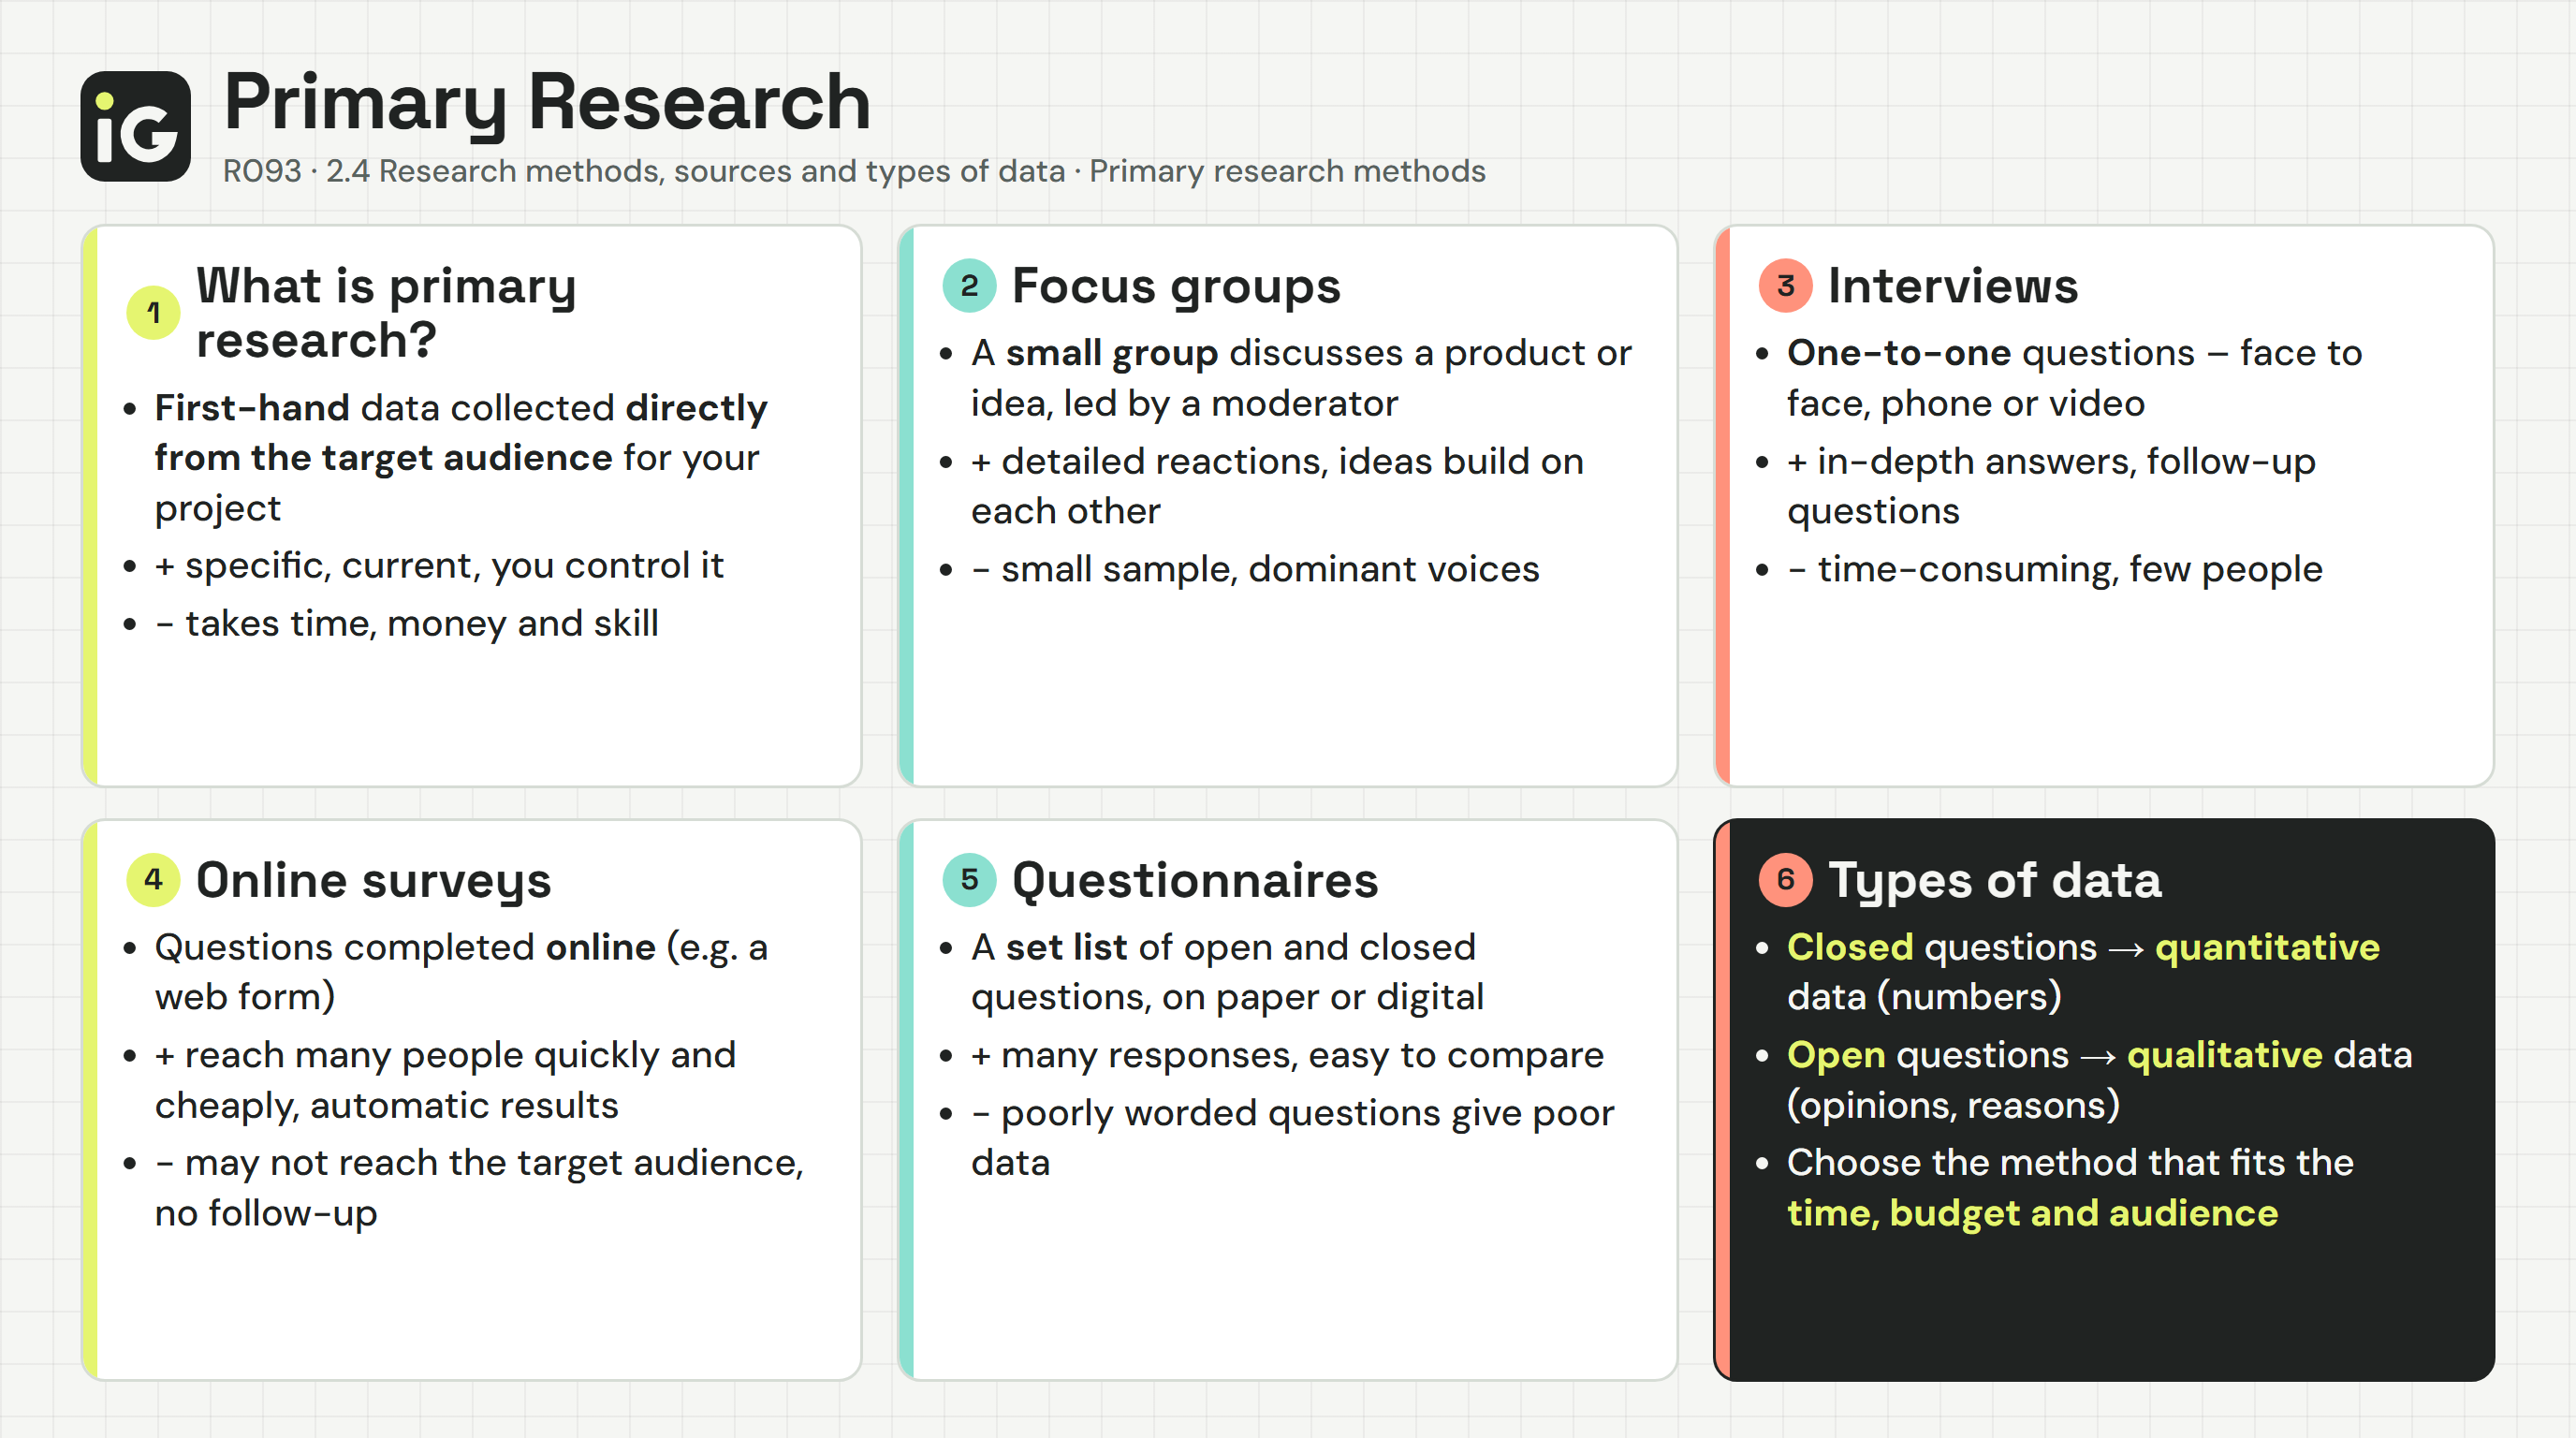 iG
Primary Research
R093 · 2.4 Research methods, sources and types of data · Primary research methods
1
What is primary
research?
• First-hand data collected directly
from the target audience for your
project
• + specific, current, you control it
• − takes time, money and skill
2
Focus groups
• A small group discusses a product or
idea, led by a moderator
• + detailed reactions, ideas build on
each other
• − small sample, dominant voices
3
Interviews
• One-to-one questions – face to
face, phone or video
• + in-depth answers, follow-up
questions
• − time-consuming, few people
4
Online surveys
• Questions completed online (e.g. a
web form)
• + reach many people quickly and
cheaply, automatic results
• − may not reach the target audience,
no follow-up
5
Questionnaires
• A set list of open and closed
questions, on paper or digital
• + many responses, easy to compare
• − poorly worded questions give poor
data
6
Types of data
• Closed questions → quantitative
data (numbers)
• Open questions → qualitative data
(opinions, reasons)
• Choose the method that fits the
time, budget and audience